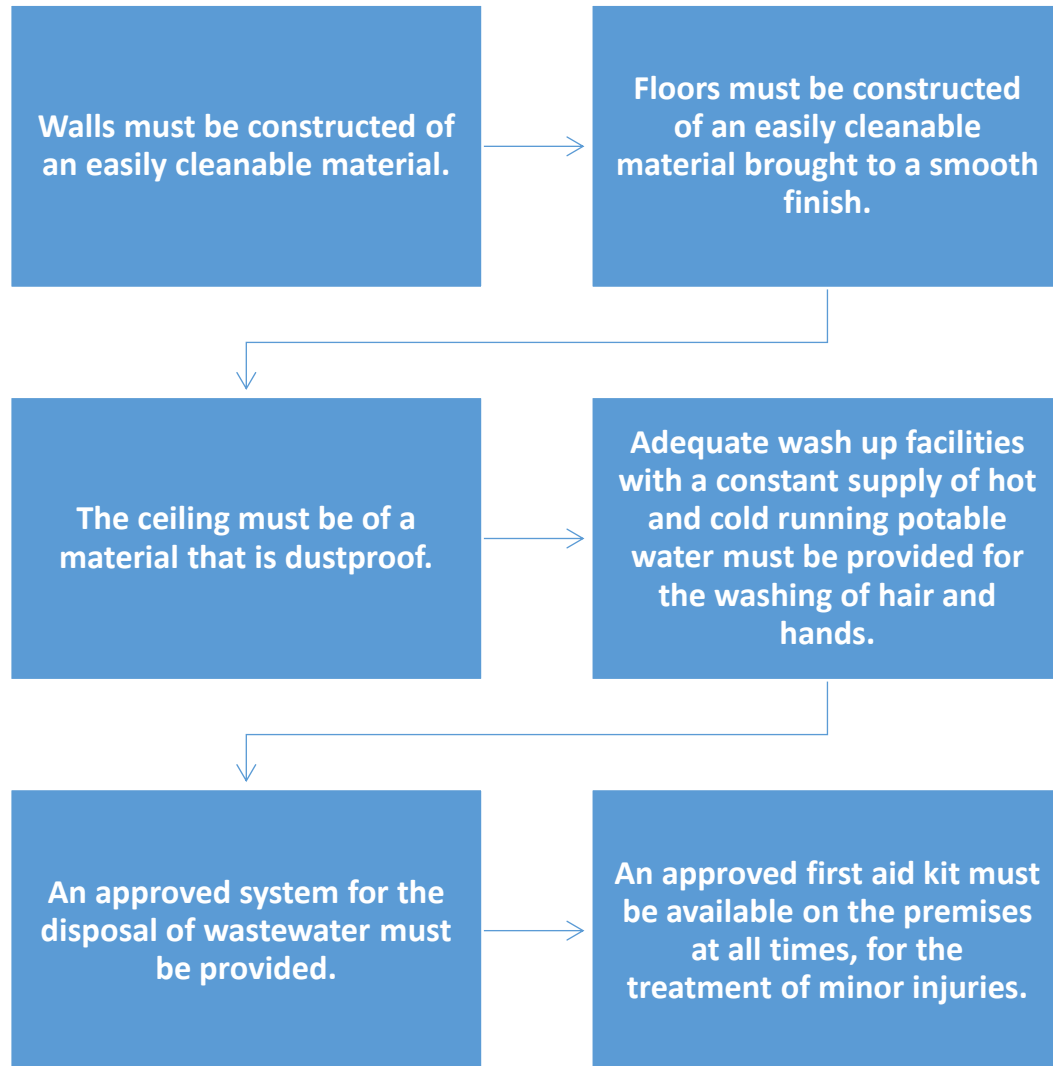 Walls must be constructed of
an easily cleanable material.
Floors must be constructed
of an easily cleanable
material brought to a smooth
finish.
The ceiling must be of a
material that is dustproof.
Adequate wash up facilities
with a constant supply of hot
and cold running potable
water must be provided for
the washing of hair and
hands.
An approved system for the
disposal of wastewater must
be provided.
An approved first aid kit must
be available on the premises
at all times, for the
treatment of minor injuries.